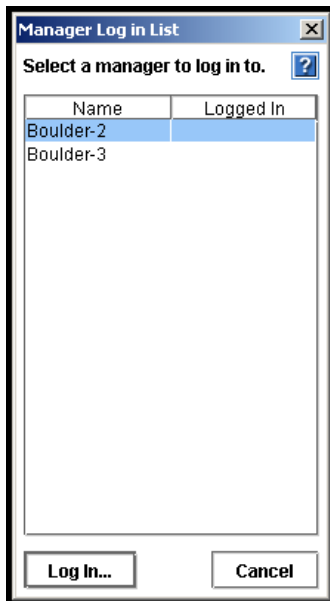 Manager Log in List
Select a manager to log in to. ?
Name Logged In
Boulder-2
Boulder-3
Log In... Cancel